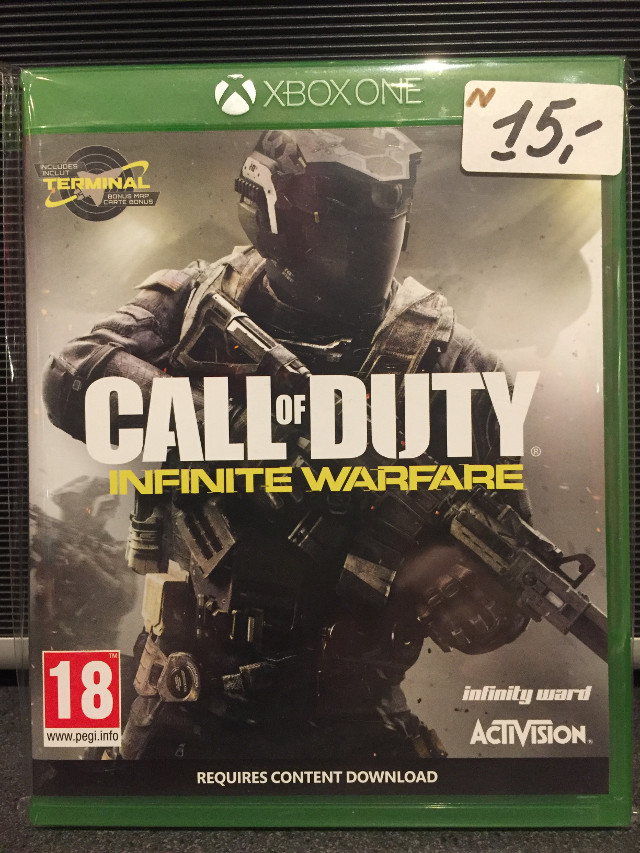 XBOX ONE
N
15,-
INCLUDES
INCLUT
TERMINAL
BONUS MAP
CARTE BONUS
CALL OF DUTY®
INFINITE WARFARE
18™
www.pegi.info
infinity ward
ACTIVISION®
REQUIRES CONTENT DOWNLOAD